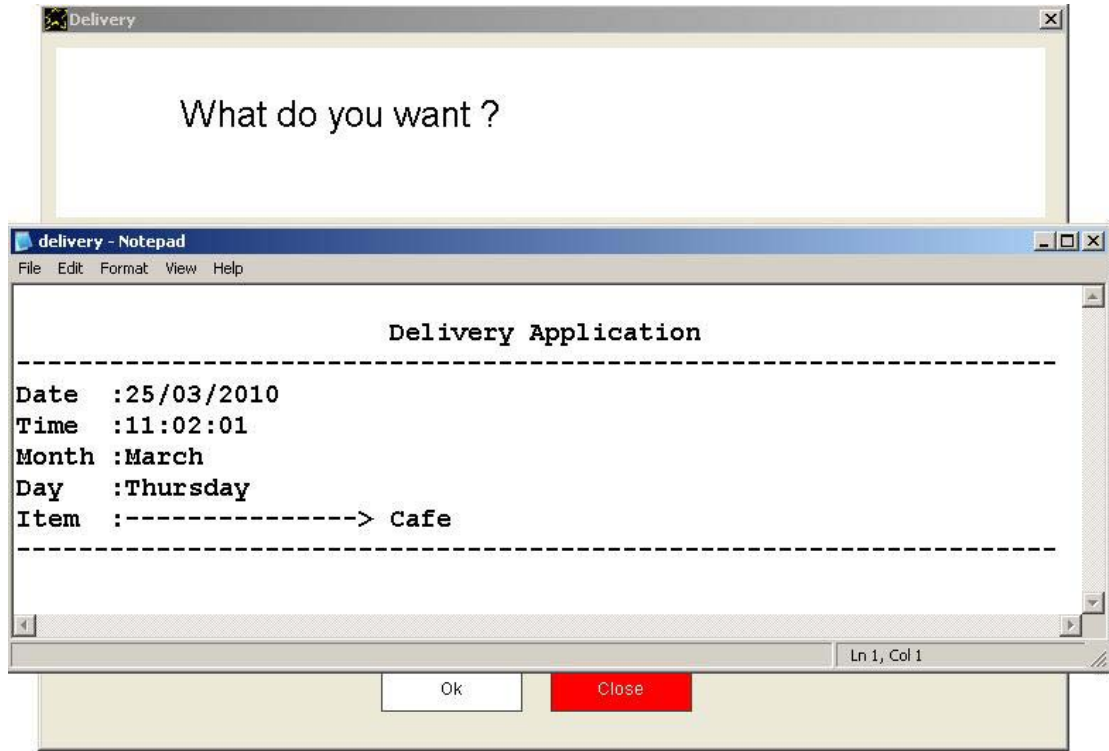 Delivery
What do you want ?
delivery - Notepad
File Edit Format View Help
Delivery Application
--------------------------------------------------------------------
Date :25/03/2010
Time :11:02:01
Month :March
Day :Thursday
Item :---------------> Cafe
--------------------------------------------------------------------
Ln 1, Col 1
Ok Close